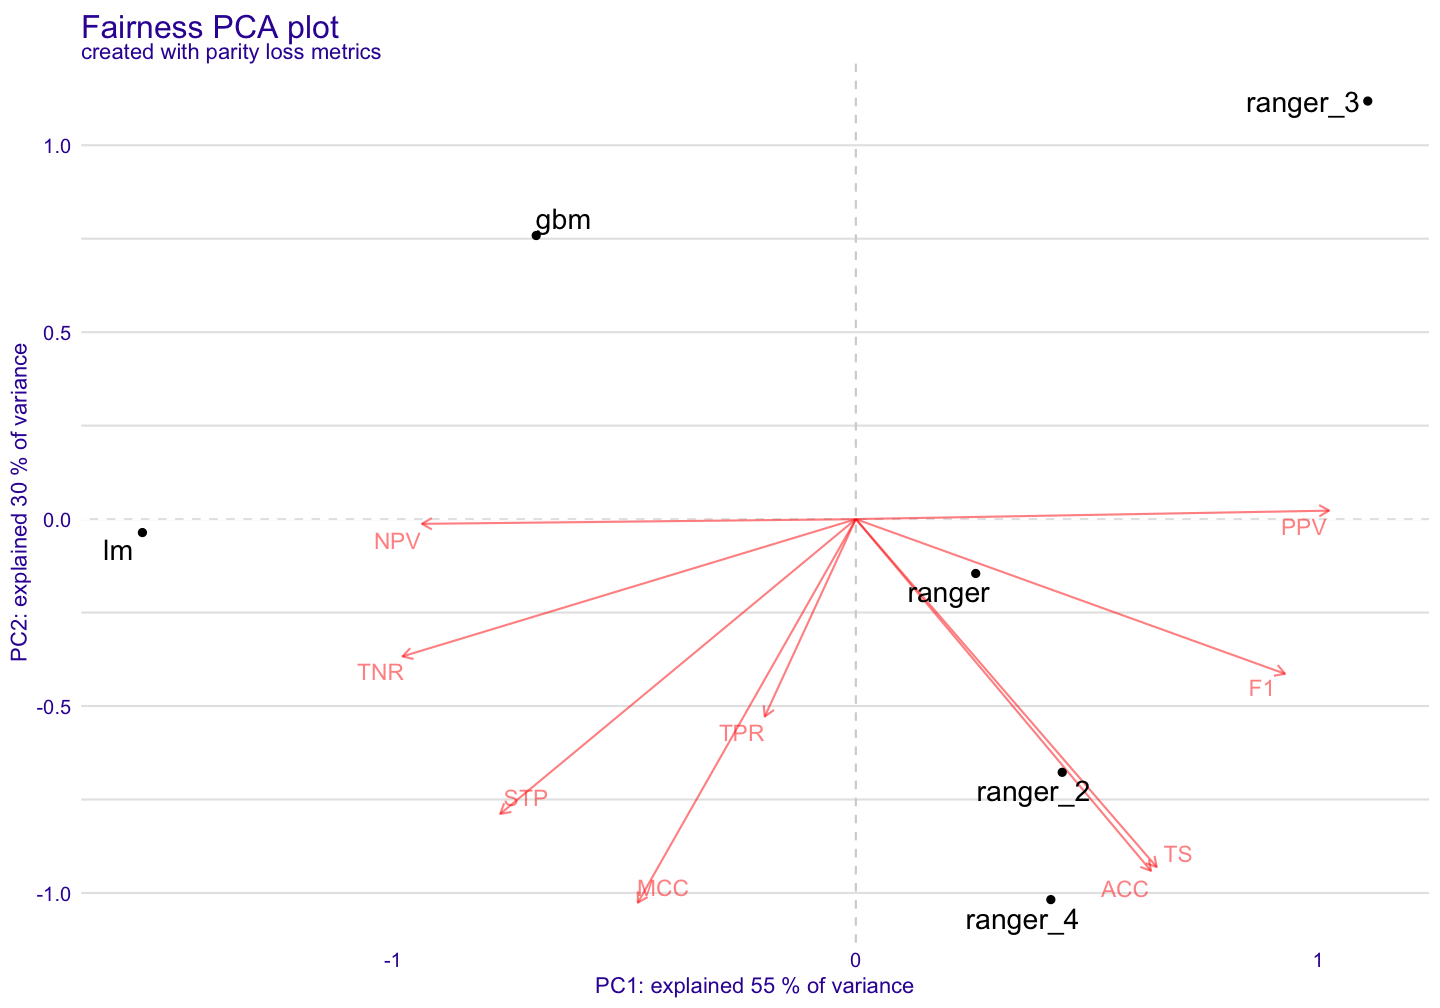 Fairness PCA plot
created with parity loss metrics
ranger_3
1.0
gbm
0.5
PC2: explained 30 % of variance
0.0
NPV
PPV
lm
ranger
TNR
F1
-0.5
TPR
ranger_2
STP
TS
MCC
ACC
-1.0
ranger_4
-1
0
1
PC1: explained 55 % of variance